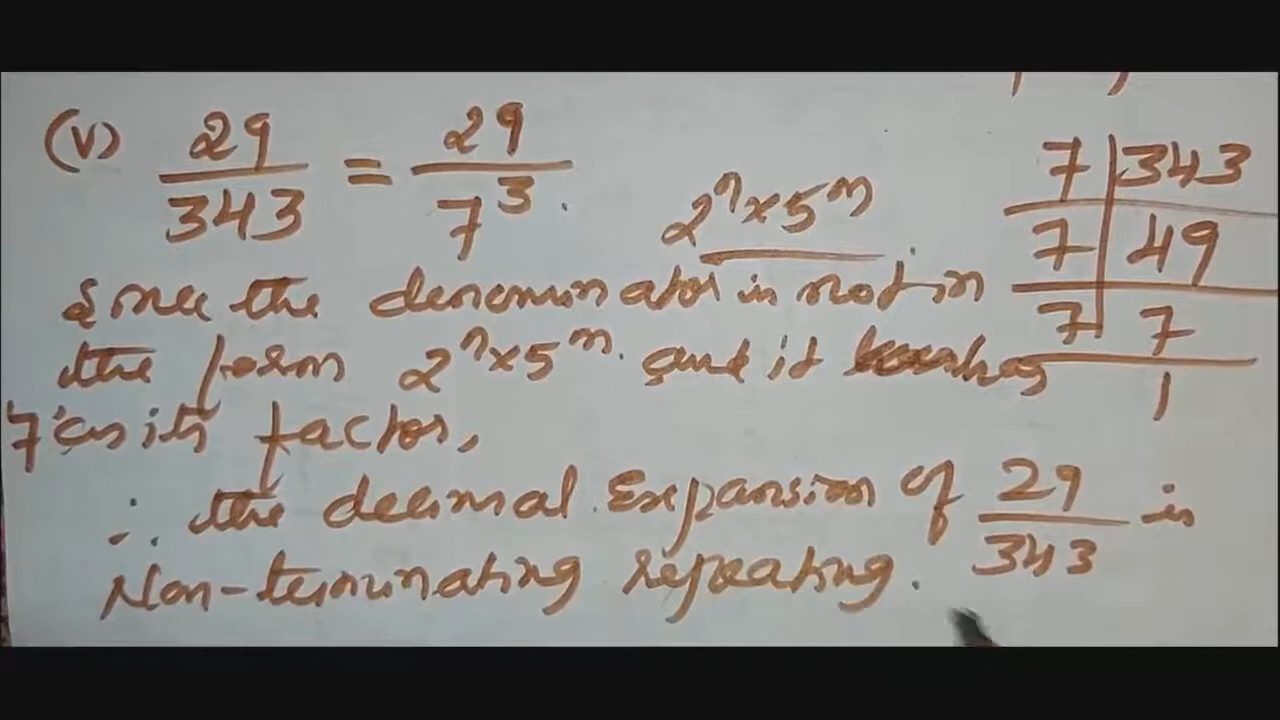 (v) 29/343 = 29/7³.
2ⁿ×5ᵐ.
7 | 343
7 | 49
7 | 7
1
Since the denominator is not in
the form 2ⁿ×5ᵐ. and it has
7 as its factor,
∴ the decimal Expansion of 29/343 is
Non-terminating repeating.